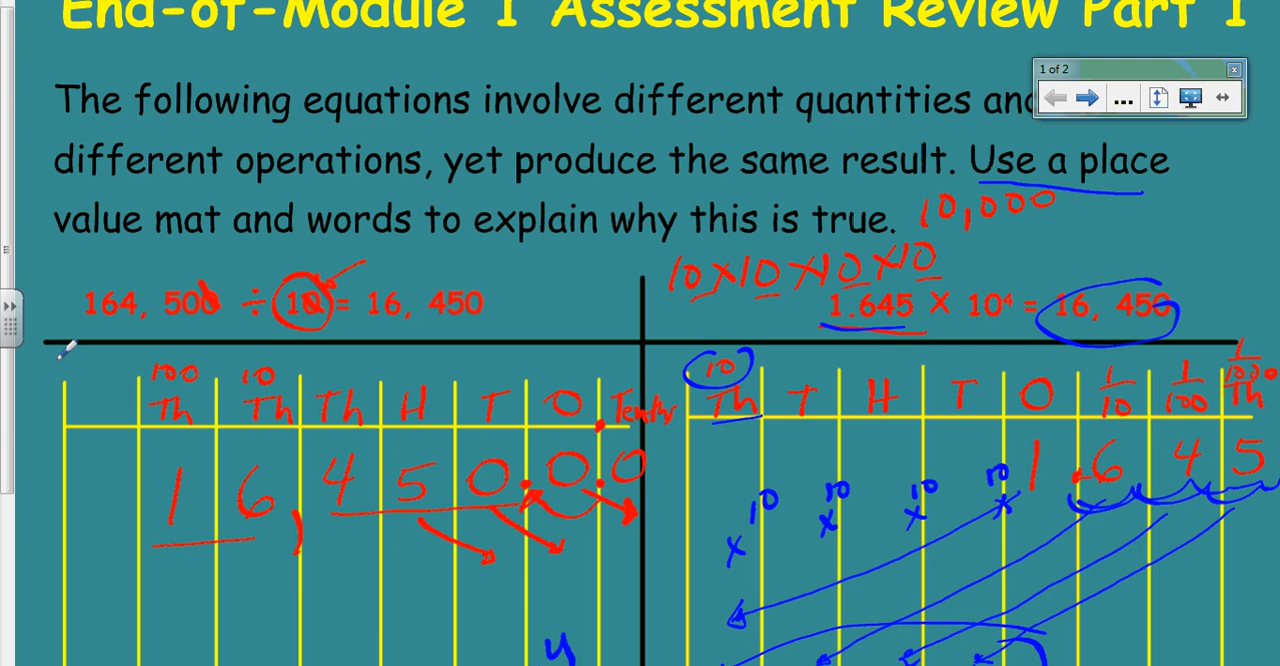 End-of-Module 1 Assessment Review Part 1
1 of 2
The following equations involve different quantities and
different operations, yet produce the same result. Use a place
value mat and words to explain why this is true.
10,000
10 × 10 × 10 × 10
164, 500 ÷ 10 = 16, 450
1.645 × 10⁴ = 16, 450
100 Th 10 Th Th H T O . Tenths
1 6, 4 5 0 . 0 . 0
10 Th T H T O 1/10 1/100 1/1000 Th
1 . 6 4 5
x 10 x 10 x 10 x 10